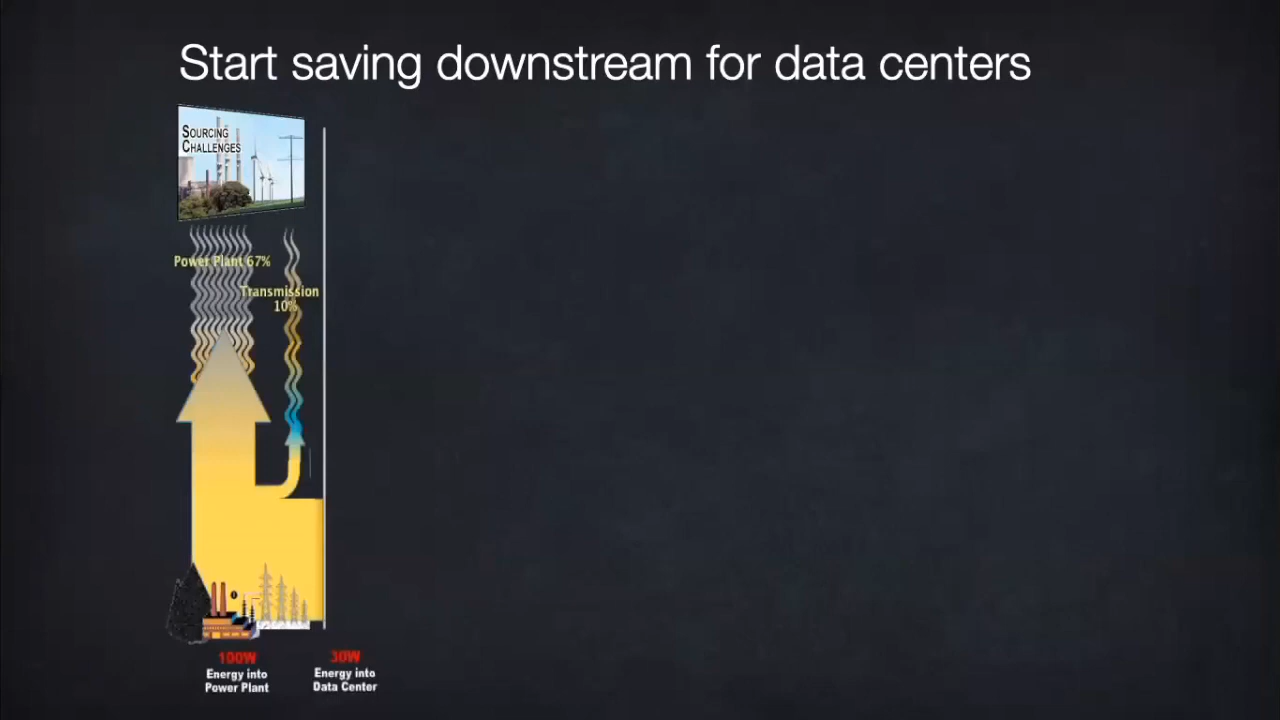 Start saving downstream for data centers
SOURCING
CHALLENGES
Power Plant 67%
Transmission
10%
100W
Energy into
Power Plant
30W
Energy into
Data Center